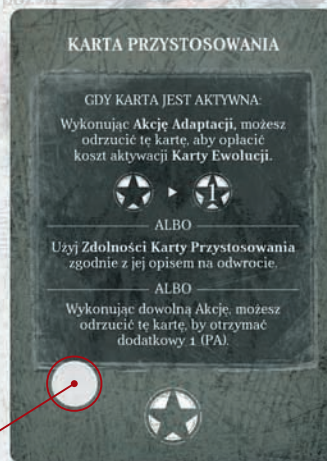 KARTA PRZYSTOSOWANIA
GDY KARTA JEST AKTYWNA:
Wykonując Akcję Adaptacji, możesz
odrzucić tę kartę, aby opłacić
koszt aktywacji Karty Ewolucji.
1
ALBO
Użyj Zdolności Karty Przystosowania
zgodnie z jej opisem na odwrocie.
ALBO
Wykonując dowolną Akcję, możesz
odrzucić tę kartę, by otrzymać
dodatkowy 1 (PA).